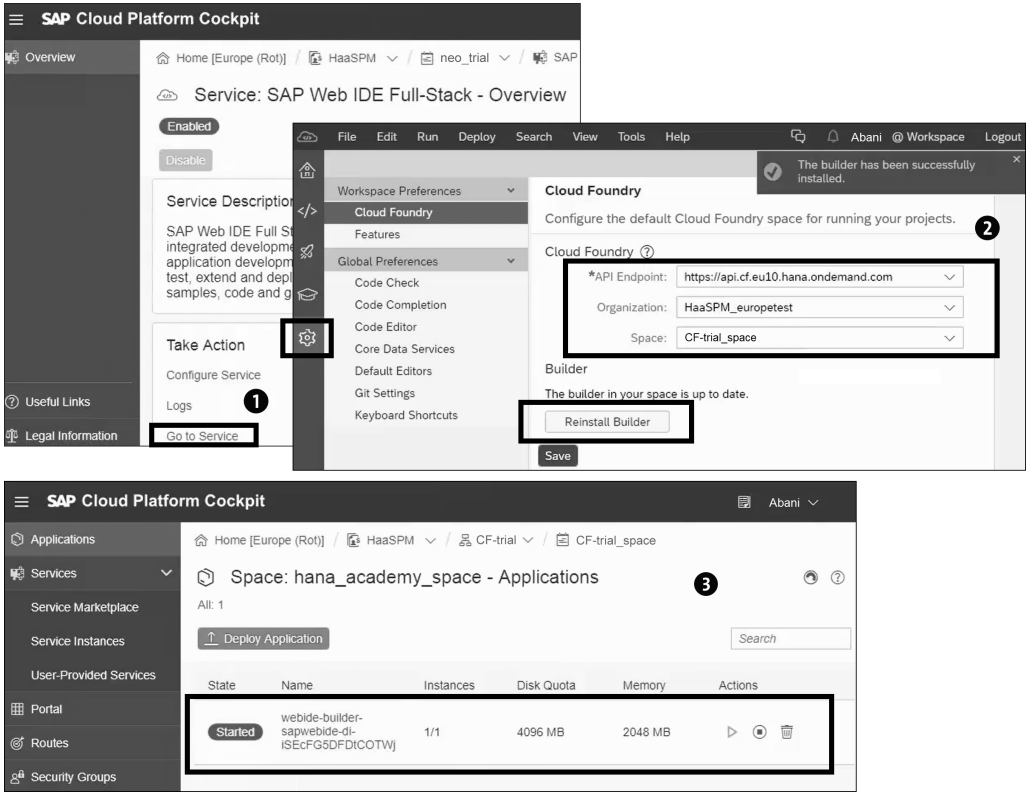 SAP Cloud Platform Cockpit
Overview
Home [Europe (Rot)] / HaaSPM / neo_trial / SAP
Service: SAP Web IDE Full-Stack - Overview
Enabled
Disable
Service Description
SAP Web IDE Full St
integrated developme
application developm
test, extend and depl
samples, code and g
Take Action
Configure Service
Logs
1
Go to Service
Useful Links
Legal Information
File Edit Run Deploy Search View Tools Help Abani @ Workspace Logout
The builder has been successfully
installed.
Workspace Preferences
Cloud Foundry
Features
Global Preferences
Code Check
Code Completion
Code Editor
Core Data Services
Default Editors
Git Settings
Keyboard Shortcuts
Cloud Foundry
Configure the default Cloud Foundry space for running your projects.
2
Cloud Foundry
*API Endpoint: https://api.cf.eu10.hana.ondemand.com
Organization: HaaSPM_europetest
Space: CF-trial_space
Builder
The builder in your space is up to date.
Reinstall Builder
Save
SAP Cloud Platform Cockpit
Abani
Applications
Services
Service Marketplace
Service Instances
User-Provided Services
Portal
Routes
Security Groups
Home [Europe (Rot)] / HaaSPM / CF-trial / CF-trial_space
Space: hana_academy_space - Applications
3
All: 1
Deploy Application
Search
State Name Instances Disk Quota Memory Actions
Started
webide-builder-
sapwebide-di-
iSEcFG5DFDtCOTWj
1/1 4096 MB 2048 MB